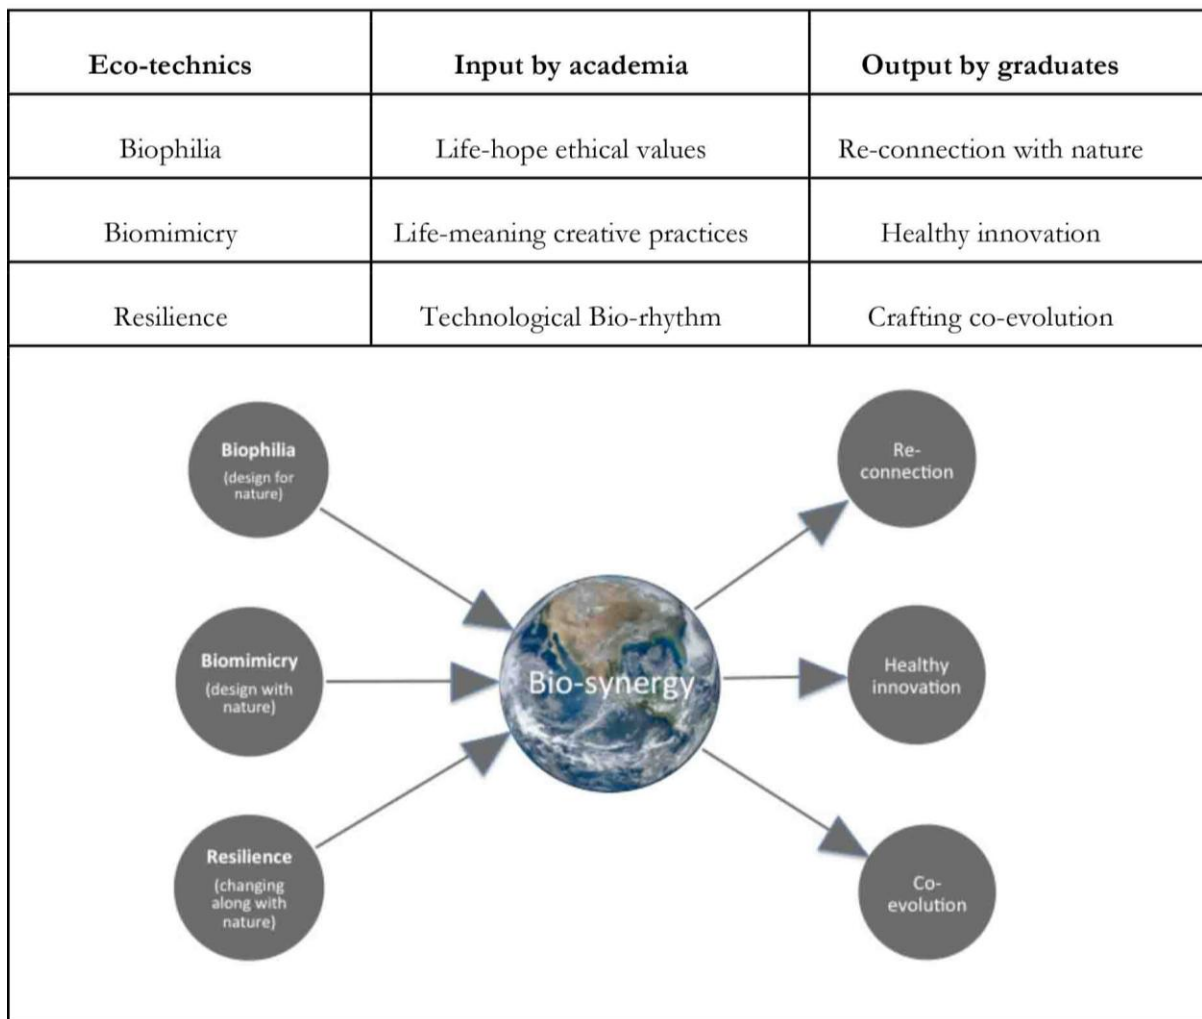 Eco-technics Input by academia Output by graduates
Biophilia Life-hope ethical values Re-connection with nature
Biomimicry Life-meaning creative practices Healthy innovation
Resilience Technological Bio-rhythm Crafting co-evolution
Biophilia
(design for
nature)
Biomimicry
(design with
nature)
Resilience
(changing
along with
nature)
Bio-synergy
Re-
connection
Healthy
innovation
Co-
evolution